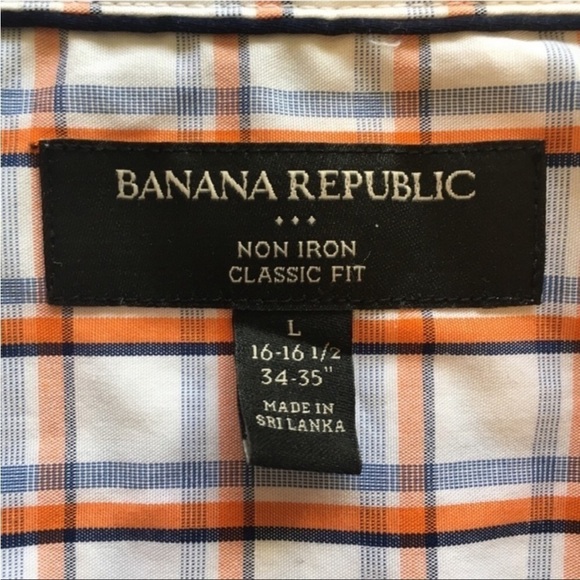 BANANA REPUBLIC
NON IRON
CLASSIC FIT
L
16-16 1/2
34-35"
MADE IN
SRI LANKA